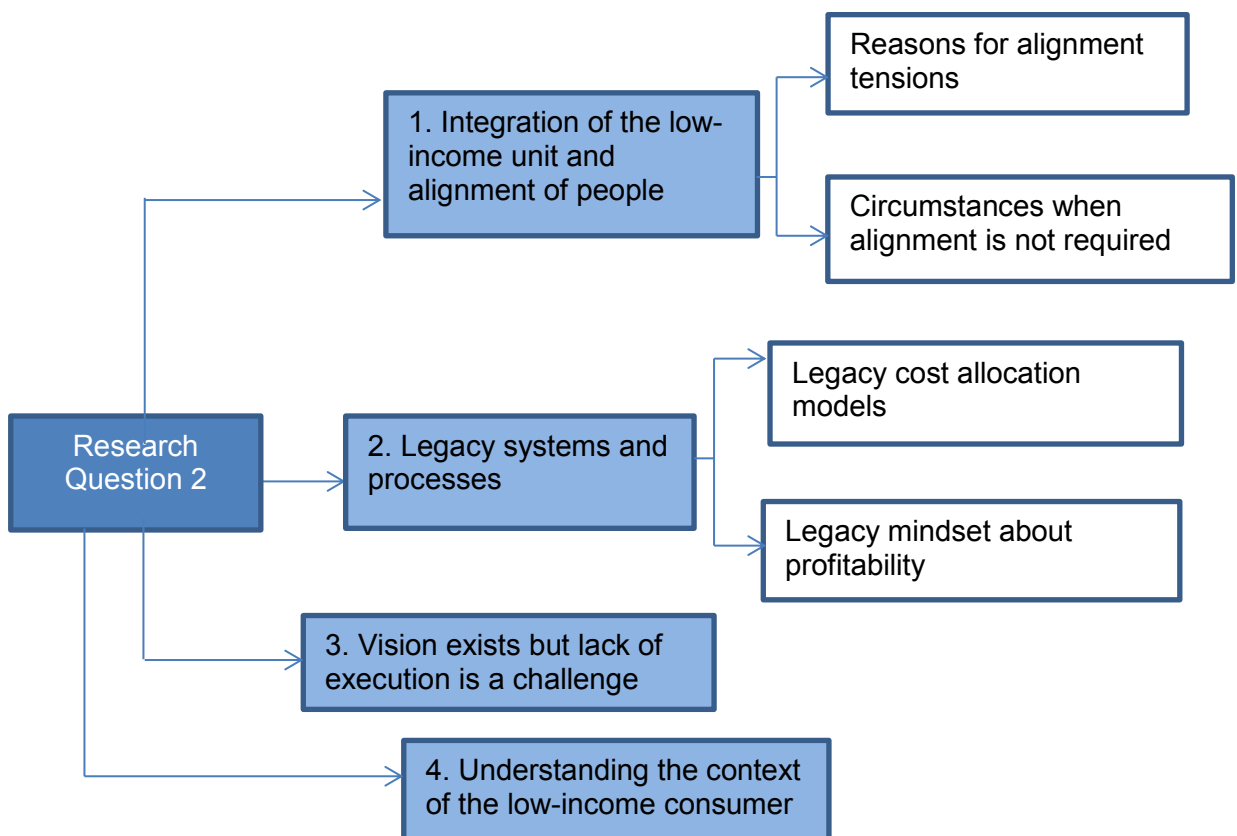 Reasons for alignment
tensions
1. Integration of the low-
income unit and
alignment of people
Circumstances when
alignment is not required
Legacy cost allocation
models
Research
Question 2
2. Legacy systems and
processes
Legacy mindset about
profitability
3. Vision exists but lack of
execution is a challenge
4. Understanding the context
of the low-income consumer